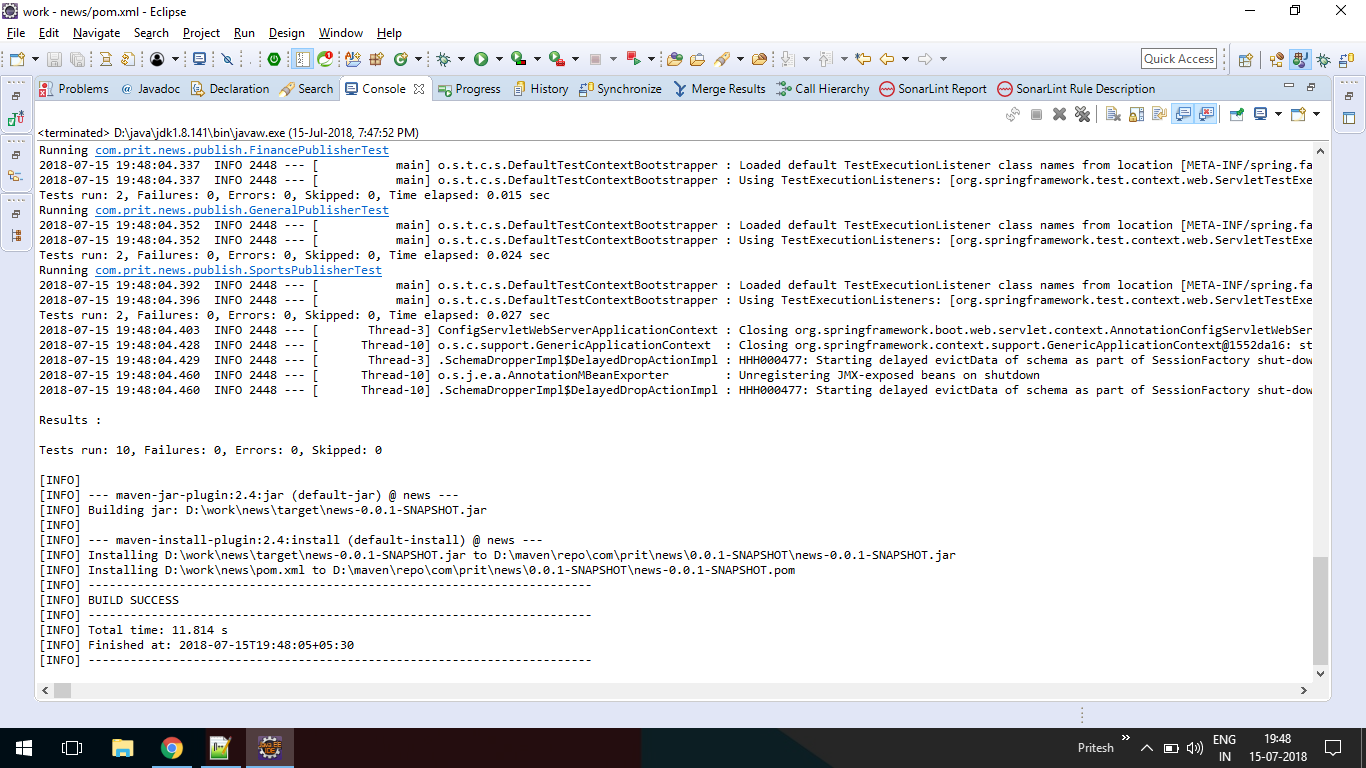 work - news/pom.xml - Eclipse
File Edit Navigate Search Project Run Design Window Help
Quick Access
Problems @ Javadoc Declaration Search Console Progress History Synchronize Merge Results Call Hierarchy SonarLint Report SonarLint Rule Description
<terminated> D:\java\jdk1.8.141\bin\javaw.exe (15-Jul-2018, 7:47:52 PM)
Running com.prit.news.publish.FinancePublisherTest
2018-07-15 19:48:04.337  INFO 2448 --- [           main] o.s.t.c.s.DefaultTestContextBootstrapper : Loaded default TestExecutionListener class names from location [META-INF/spring.fa
2018-07-15 19:48:04.337  INFO 2448 --- [           main] o.s.t.c.s.DefaultTestContextBootstrapper : Using TestExecutionListeners: [org.springframework.test.context.web.ServletTestExe
Tests run: 2, Failures: 0, Errors: 0, Skipped: 0, Time elapsed: 0.015 sec
Running com.prit.news.publish.GeneralPublisherTest
2018-07-15 19:48:04.352  INFO 2448 --- [           main] o.s.t.c.s.DefaultTestContextBootstrapper : Loaded default TestExecutionListener class names from location [META-INF/spring.fa
2018-07-15 19:48:04.352  INFO 2448 --- [           main] o.s.t.c.s.DefaultTestContextBootstrapper : Using TestExecutionListeners: [org.springframework.test.context.web.ServletTestExe
Tests run: 2, Failures: 0, Errors: 0, Skipped: 0, Time elapsed: 0.024 sec
Running com.prit.news.publish.SportsPublisherTest
2018-07-15 19:48:04.392  INFO 2448 --- [           main] o.s.t.c.s.DefaultTestContextBootstrapper : Loaded default TestExecutionListener class names from location [META-INF/spring.fa
2018-07-15 19:48:04.396  INFO 2448 --- [           main] o.s.t.c.s.DefaultTestContextBootstrapper : Using TestExecutionListeners: [org.springframework.test.context.web.ServletTestExe
Tests run: 2, Failures: 0, Errors: 0, Skipped: 0, Time elapsed: 0.027 sec
2018-07-15 19:48:04.403  INFO 2448 --- [       Thread-3] ConfigServletWebServerApplicationContext : Closing org.springframework.boot.web.servlet.context.AnnotationConfigServletWebSer
2018-07-15 19:48:04.428  INFO 2448 --- [      Thread-10] o.s.c.support.GenericApplicationContext  : Closing org.springframework.context.support.GenericApplicationContext@1552da16: st
2018-07-15 19:48:04.429  INFO 2448 --- [       Thread-3] .SchemaDropperImpl$DelayedDropActionImpl : HHH000477: Starting delayed evictData of schema as part of SessionFactory shut-dow
2018-07-15 19:48:04.460  INFO 2448 --- [      Thread-10] o.s.j.e.a.AnnotationMBeanExporter        : Unregistering JMX-exposed beans on shutdown
2018-07-15 19:48:04.460  INFO 2448 --- [      Thread-10] .SchemaDropperImpl$DelayedDropActionImpl : HHH000477: Starting delayed evictData of schema as part of SessionFactory shut-dow
Results :
Tests run: 10, Failures: 0, Errors: 0, Skipped: 0
[INFO]
[INFO] --- maven-jar-plugin:2.4:jar (default-jar) @ news ---
[INFO] Building jar: D:\work\news\target\news-0.0.1-SNAPSHOT.jar
[INFO]
[INFO] --- maven-install-plugin:2.4:install (default-install) @ news ---
[INFO] Installing D:\work\news\target\news-0.0.1-SNAPSHOT.jar to D:\maven\repo\com\prit\news\0.0.1-SNAPSHOT\news-0.0.1-SNAPSHOT.jar
[INFO] Installing D:\work\news\pom.xml to D:\maven\repo\com\prit\news\0.0.1-SNAPSHOT\news-0.0.1-SNAPSHOT.pom
[INFO] ------------------------------------------------------------------------
[INFO] BUILD SUCCESS
[INFO] ------------------------------------------------------------------------
[INFO] Total time: 11.814 s
[INFO] Finished at: 2018-07-15T19:48:05+05:30
[INFO] ------------------------------------------------------------------------
Pritesh
ENG
IN
19:48
15-07-2018